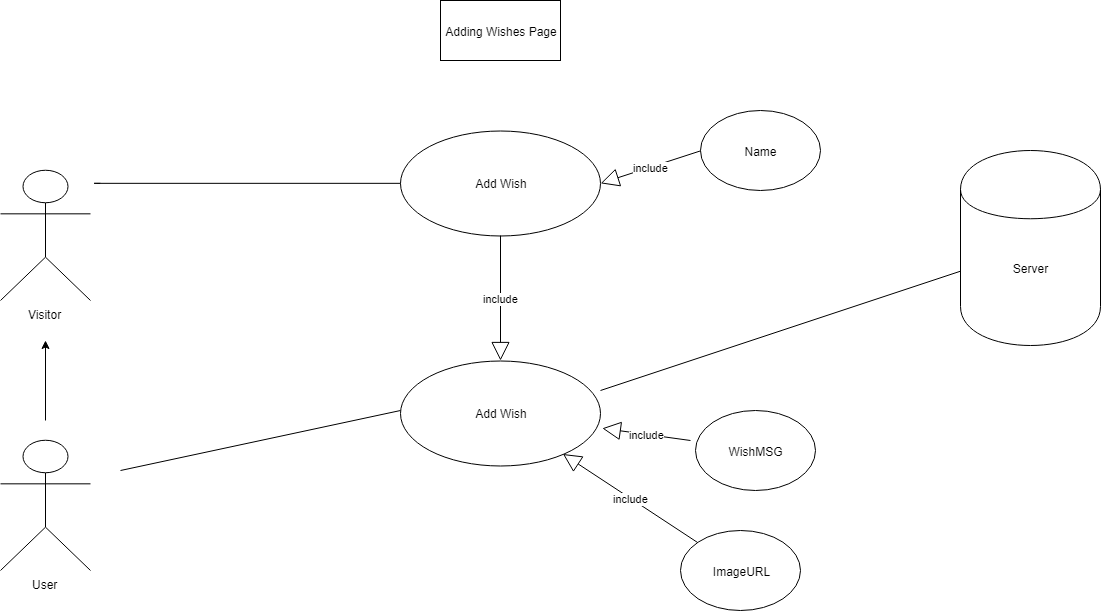 Adding Wishes Page
Name
include
Add Wish
Server
Visitor
include
Add Wish
include
WishMSG
include
ImageURL
User